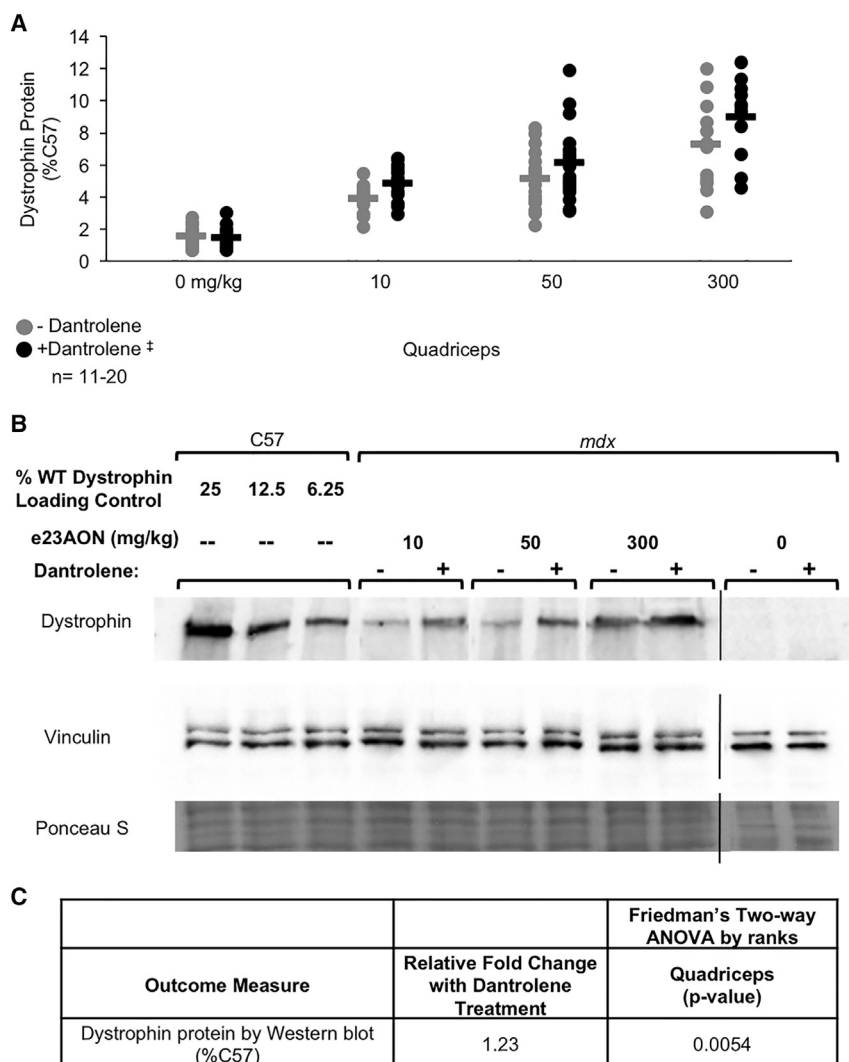 A
Dystrophin Protein
(%C57)
14
12
10
8
6
4
2
0
0 mg/kg 10 50 300
- Dantrolene
+Dantrolene ‡
n= 11-20
Quadriceps
B
C57 mdx
% WT Dystrophin
Loading Control
25 12.5 6.25
e23AON (mg/kg) -- -- -- 10 50 300 0
Dantrolene: - + - + - + - +
Dystrophin
Vinculin
Ponceau S
C
Friedman's Two-way
ANOVA by ranks
Outcome Measure
Relative Fold Change
with Dantrolene
Treatment
Quadriceps
(p-value)
Dystrophin protein by Western blot
(%C57)
1.23
0.0054